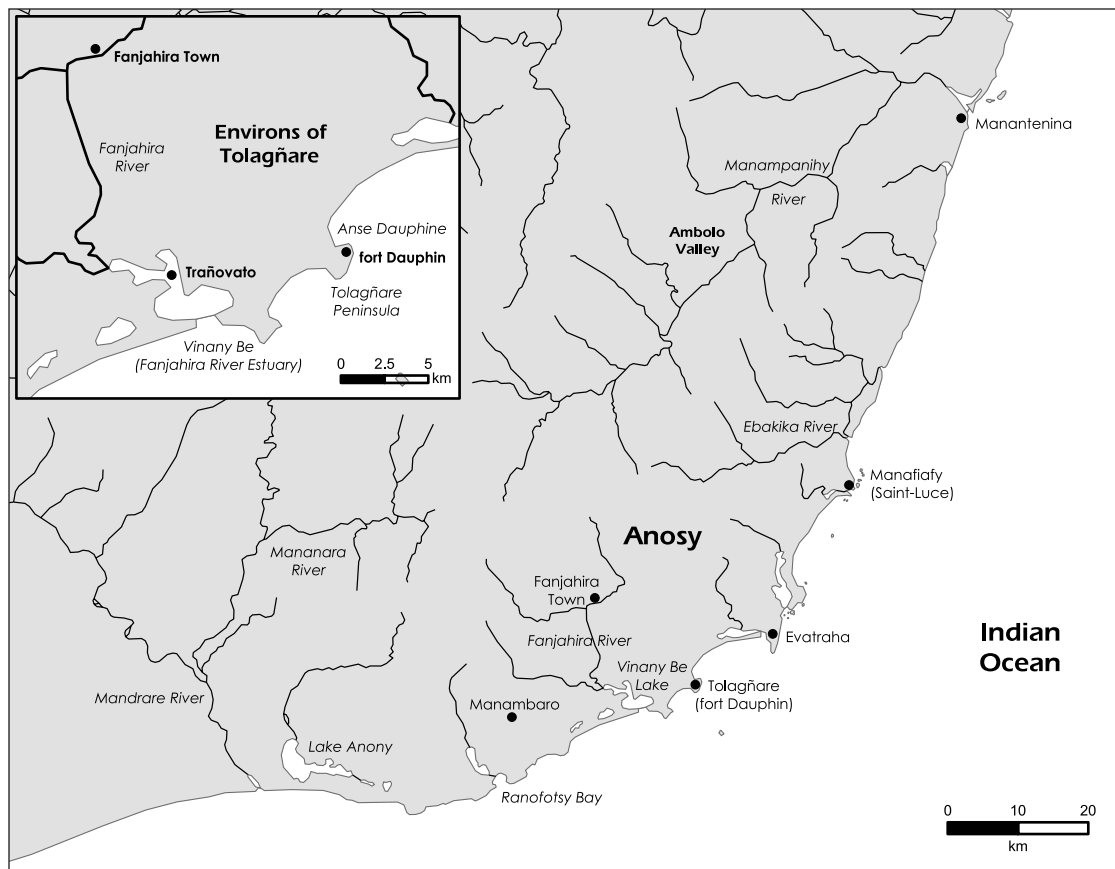 Fanjahira Town
Environs of
Tolagñare
Fanjahira
River
Anse Dauphine
fort Dauphin
Trañovato
Tolagñare
Peninsula
Vinany Be
(Fanjahira River Estuary)
0 2.5 5
km
Manantenina
Manampanihy
River
Ambolo
Valley
Ebakika River
Manafiafy
(Saint-Luce)
Anosy
Mananara
River
Fanjahira
Town
Fanjahira River
Evatraha
Indian
Ocean
Vinany Be
Lake
Mandrare River
Tolagñare
(fort Dauphin)
Manambaro
Lake Anony
Ranofotsy Bay
0 10 20
km